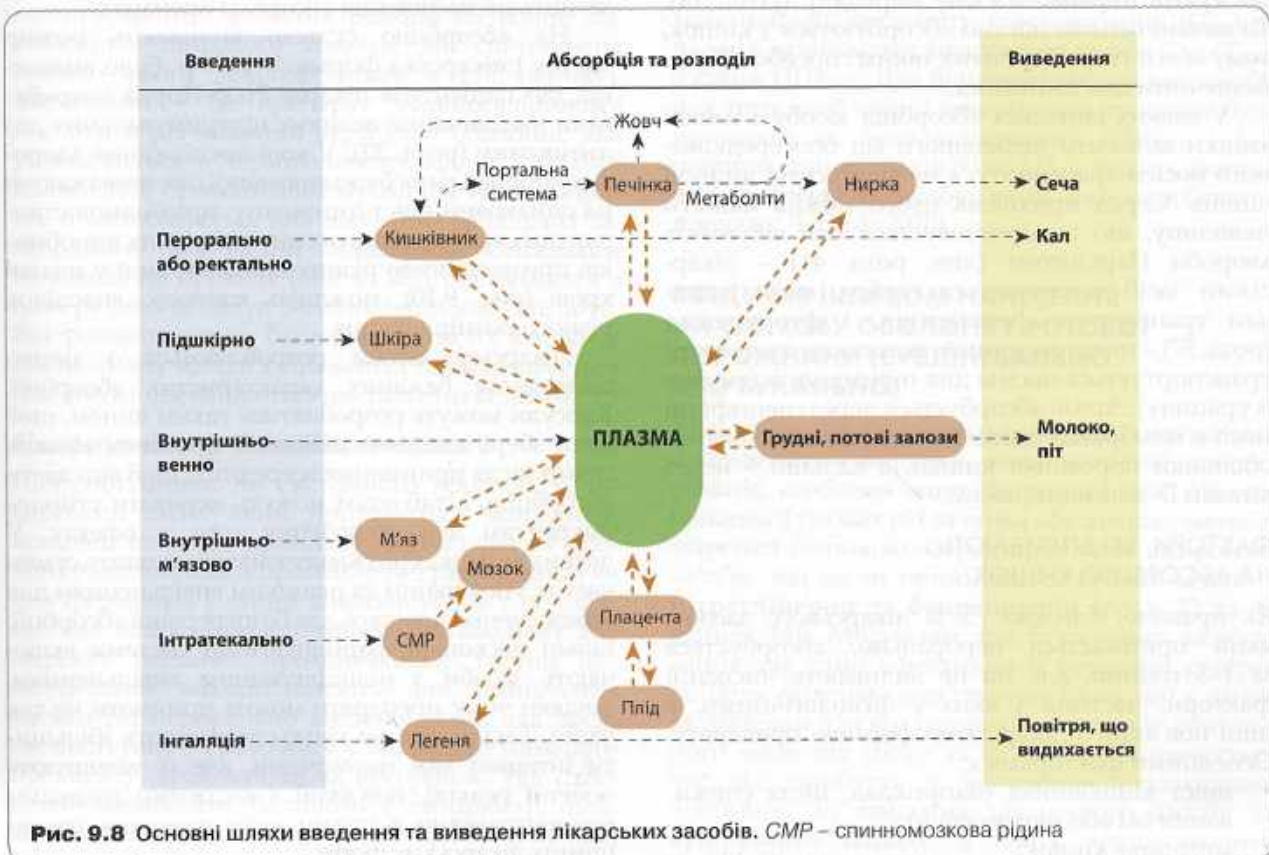 Введення
Абсорбція та розподіл
Виведення
Жовч
Портальна
система
Печінка
Метаболіти
Нирка
Сеча
Перорально
або ректально
Кишківник
Кал
Підшкірно
Шкіра
Внутрішньо-
венно
ПЛАЗМА
Грудні, потові залози
Молоко,
піт
Внутрішньо-
м’язово
М’яз
Мозок
Плацента
Інтратекально
СМР
Плід
Інгаляція
Легеня
Повітря, що
видихається
Рис. 9.8 Основні шляхи введення та виведення лікарських засобів. СМР – спинномозкова рідина